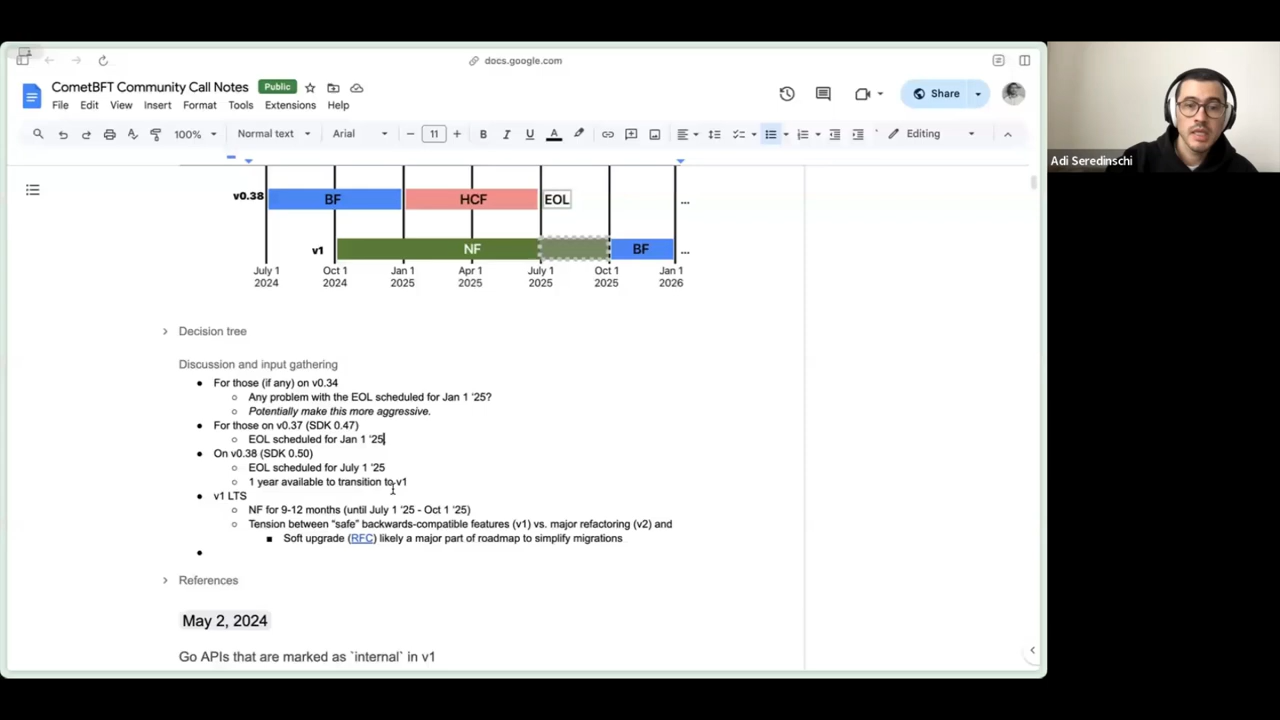 docs.google.com
CometBFT Community Call Notes Public
Share
File Edit View Insert Format Tools Extensions Help
100% Normal text Arial 11 Editing
Adi Seredinschi
v0.38 BF HCF EOL ...
v1 NF BF ...
July 1 Oct 1 Jan 1 Apr 1 July 1 Oct 1 Jan 1
2024 2024 2025 2025 2025 2025 2026
Decision tree
Discussion and input gathering
For those (if any) on v0.34
Any problem with the EOL scheduled for Jan 1 '25?
Potentially make this more aggressive.
For those on v0.37 (SDK 0.47)
EOL scheduled for Jan 1 '25
On v0.38 (SDK 0.50)
EOL scheduled for July 1 '25
1 year available to transition to v1
v1 LTS
NF for 9-12 months (until July 1 '25 - Oct 1 '25)
Tension between "safe" backwards-compatible features (v1) vs. major refactoring (v2) and
Soft upgrade (RFC) likely a major part of roadmap to simplify migrations
References
May 2, 2024
Go APIs that are marked as `internal` in v1